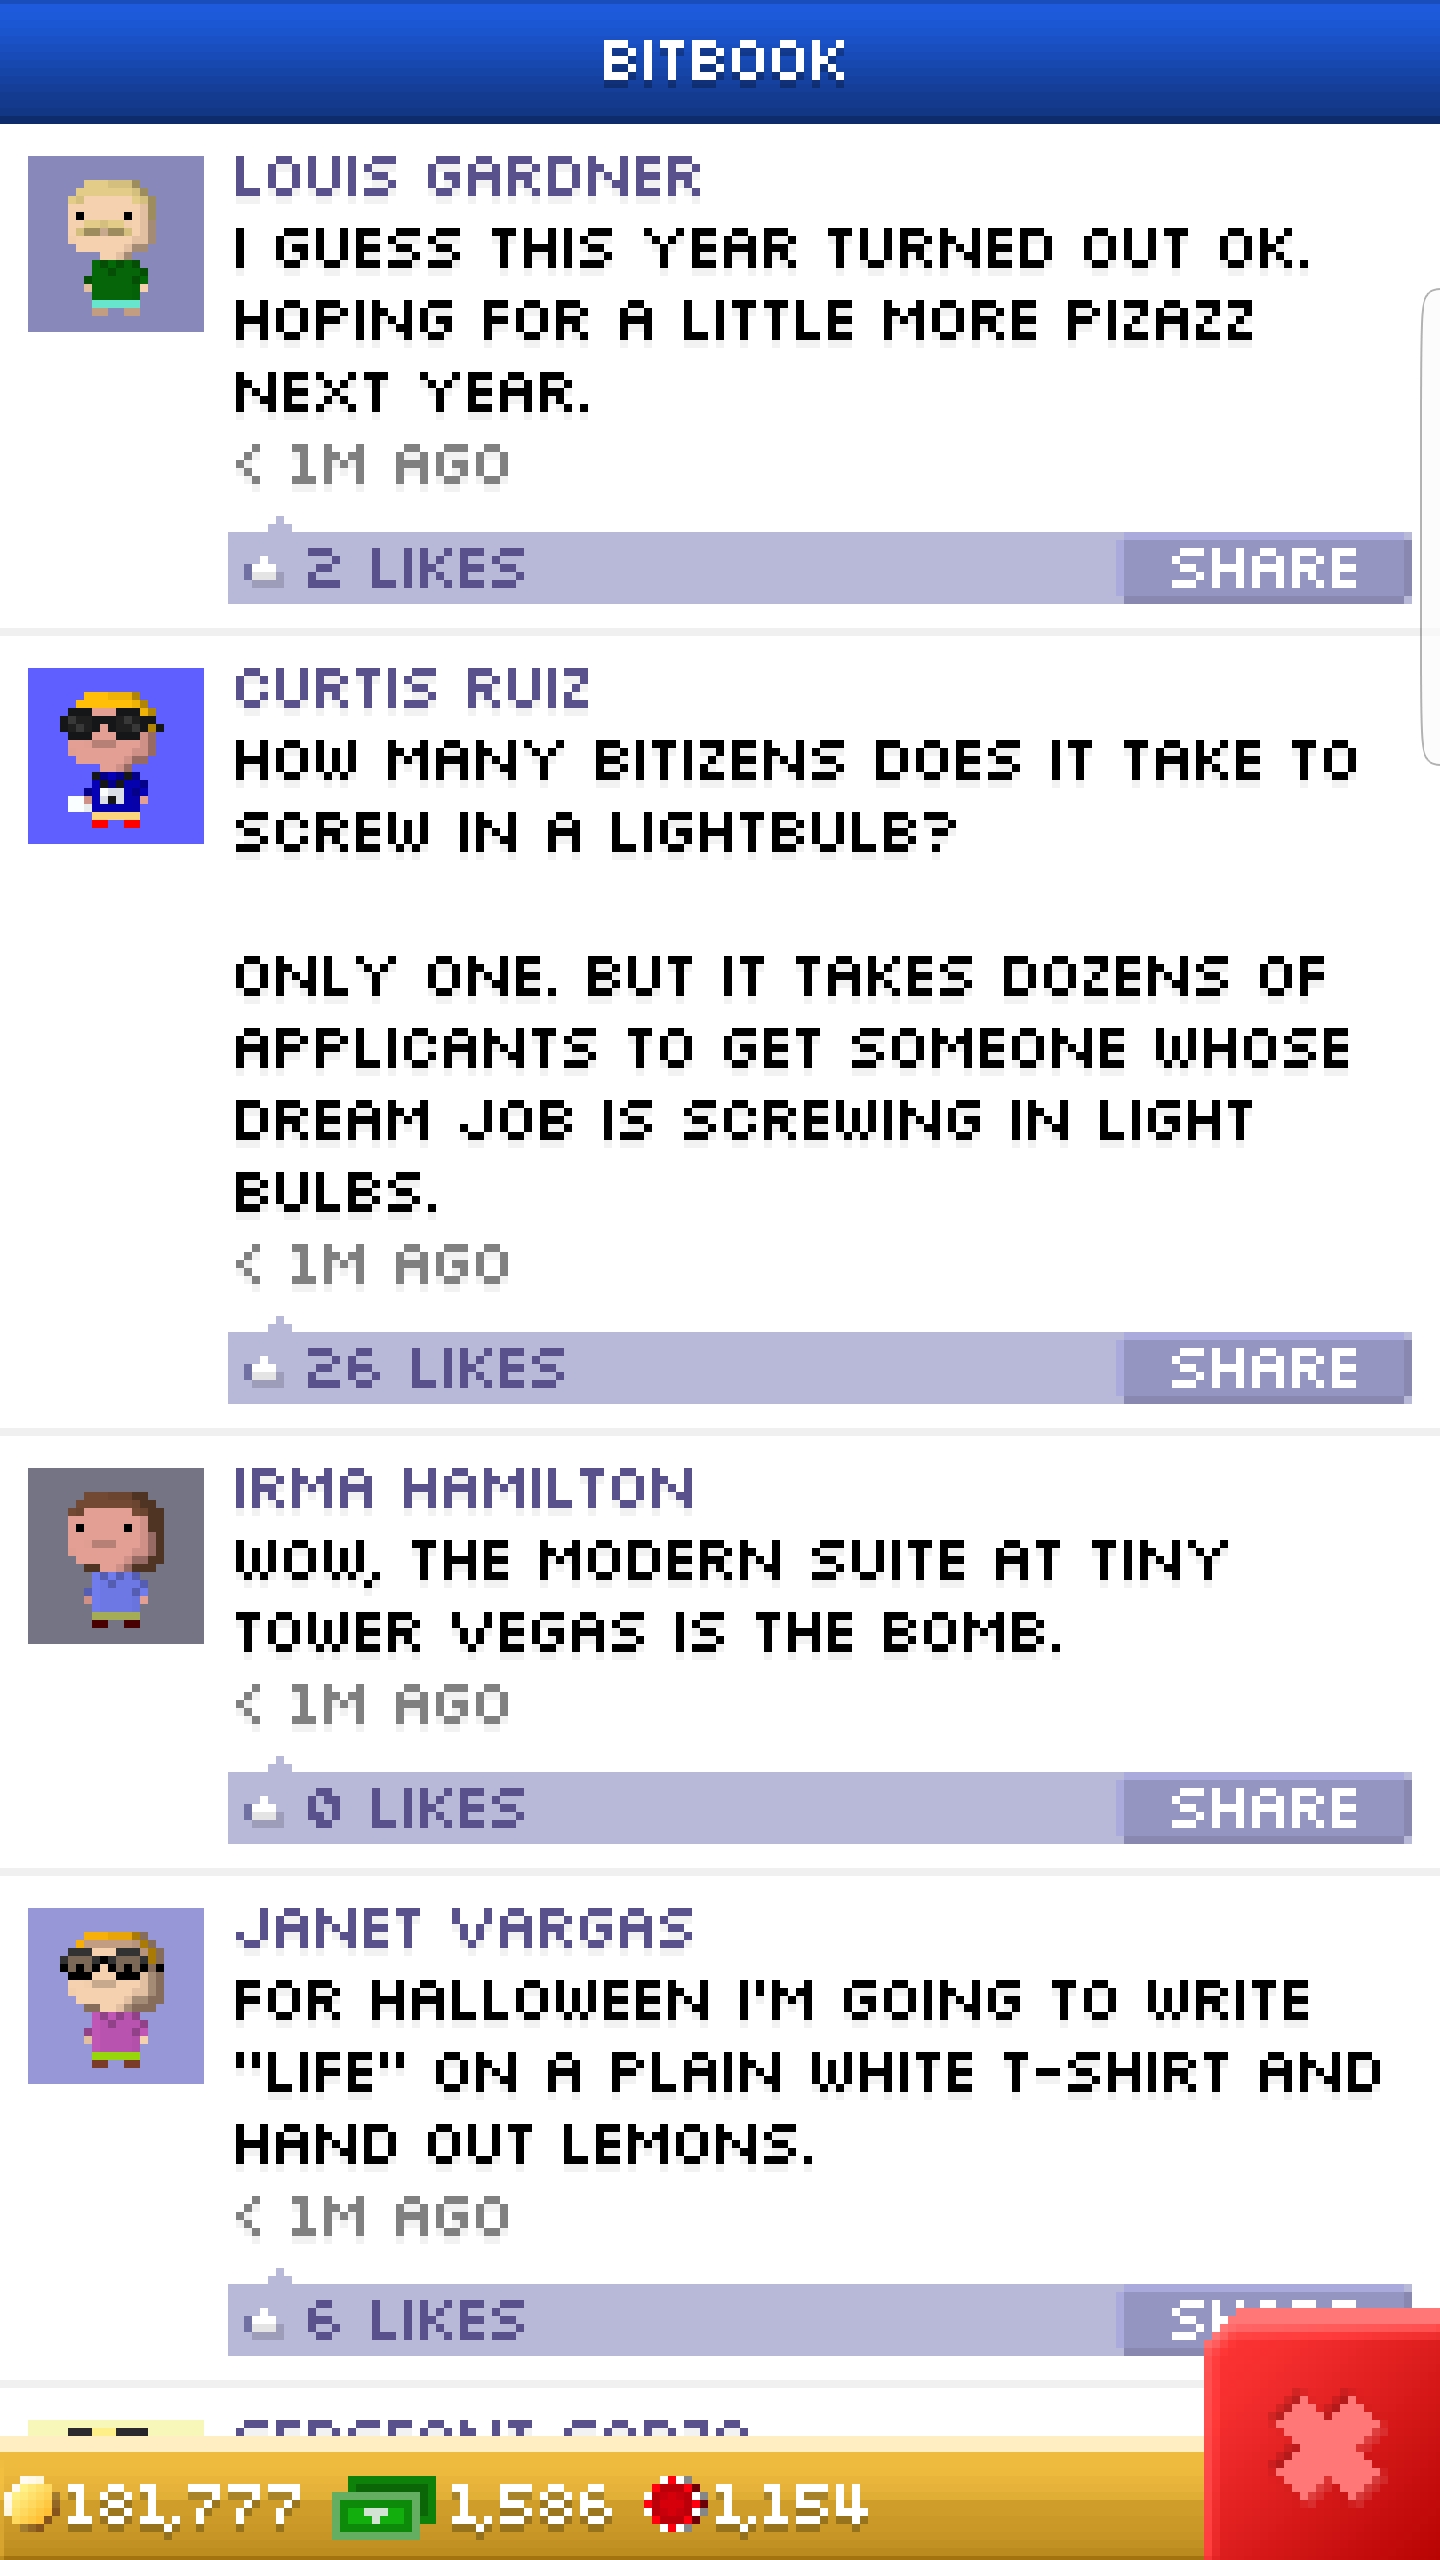 BITBOOK
LOUIS GARDNER
I GUESS THIS YEAR TURNED OUT OK.
HOPING FOR A LITTLE MORE PIZAZZ
NEXT YEAR.
< 1M AGO
2 LIKES
SHARE
CURTIS RUIZ
HOW MANY BITIZENS DOES IT TAKE TO
SCREW IN A LIGHTBULB?
ONLY ONE. BUT IT TAKES DOZENS OF
APPLICANTS TO GET SOMEONE WHOSE
DREAM JOB IS SCREWING IN LIGHT
BULBS.
< 1M AGO
26 LIKES
SHARE
IRMA HAMILTON
WOW, THE MODERN SUITE AT TINY
TOWER VEGAS IS THE BOMB.
< 1M AGO
0 LIKES
SHARE
JANET VARGAS
FOR HALLOWEEN I'M GOING TO WRITE
"LIFE" ON A PLAIN WHITE T-SHIRT AND
HAND OUT LEMONS.
< 1M AGO
6 LIKES
SHARE
181,777 1,586 1,154